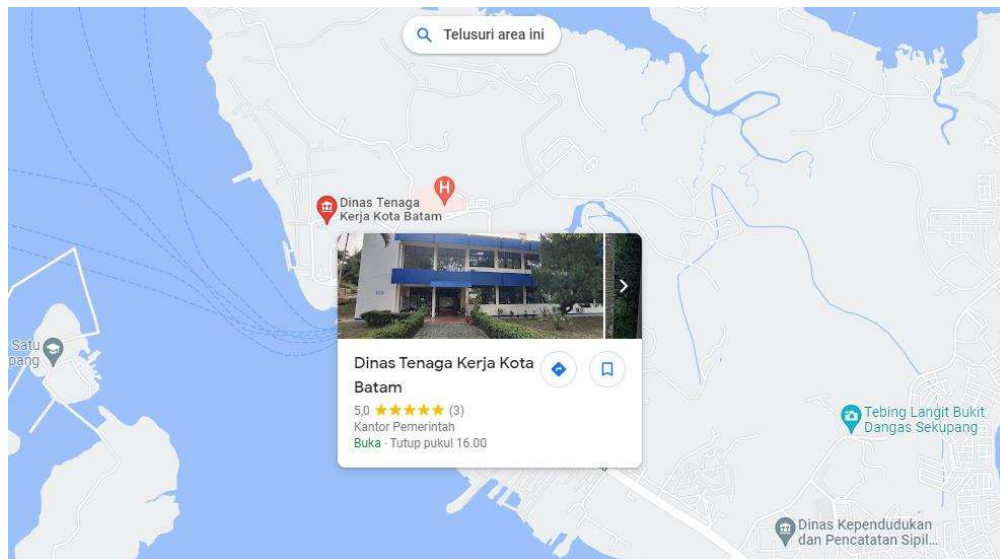 Telusuri area ini
H
Dinas Tenaga
Kerja Kota Batam
Dinas Tenaga Kerja Kota
Batam
5,0 ★★★★★ (3)
Kantor Pemerintah
Buka · Tutup pukul 16.00
Satu
pang
Tebing Langit Bukit
Dangas Sekupang
Dinas Kependudukan
dan Pencatatan Sipil...